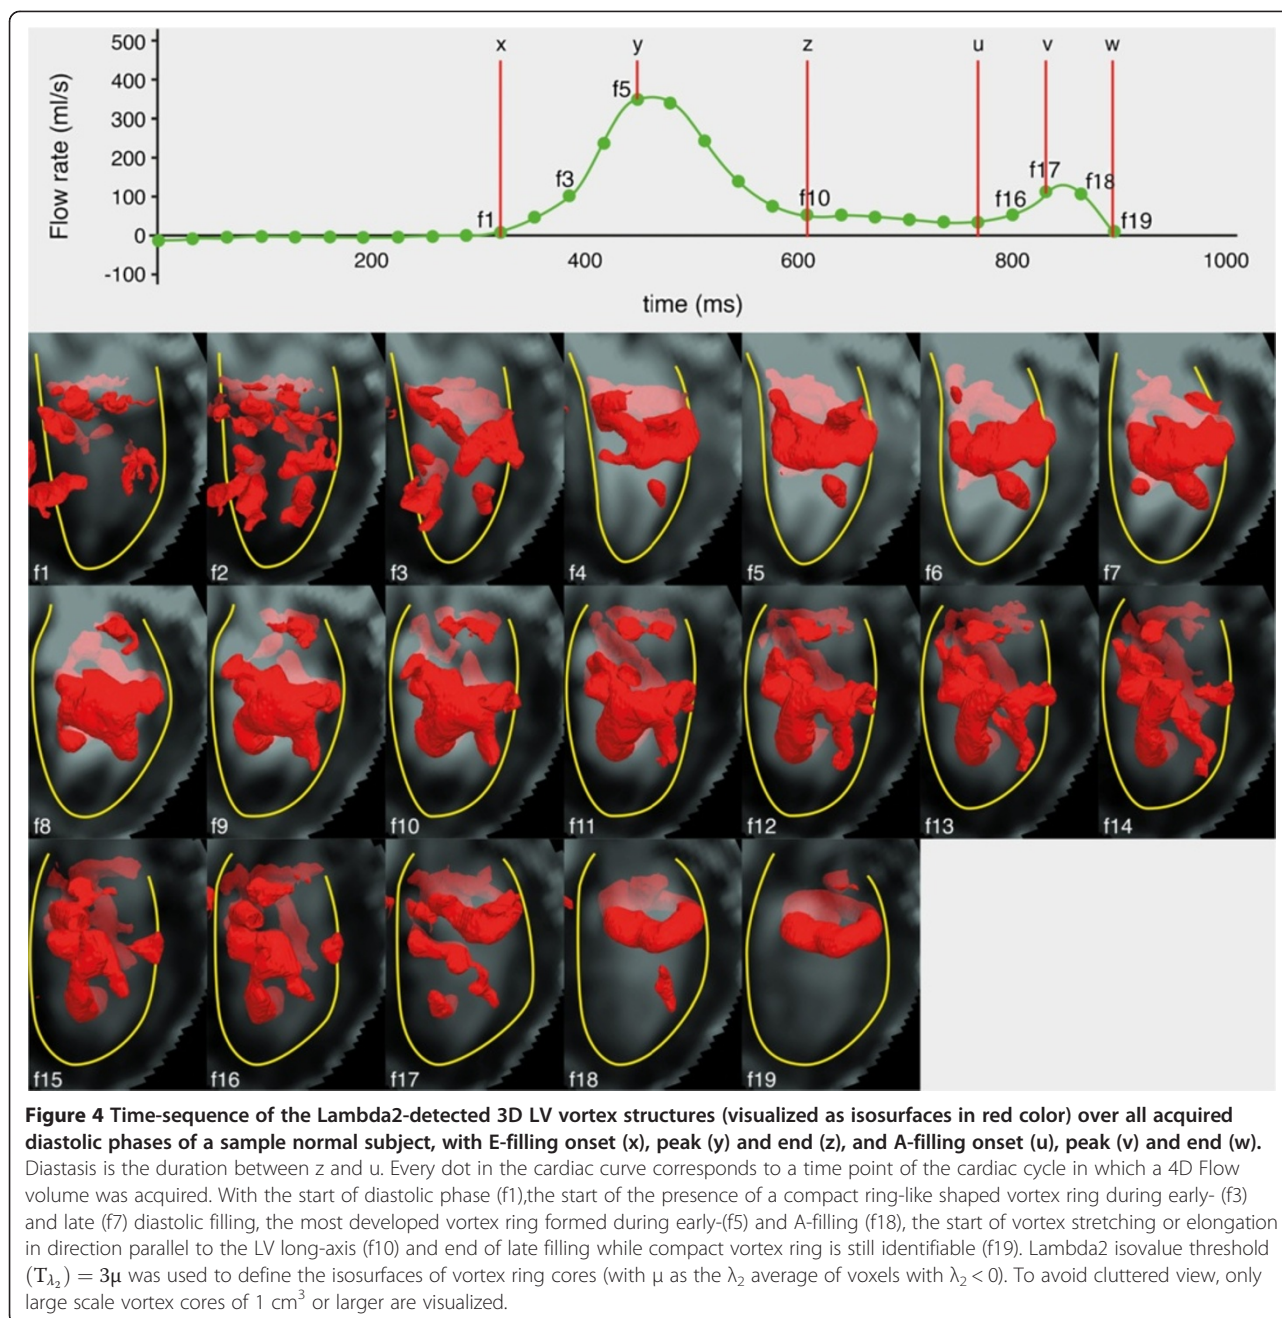 x y z u v w
500
400
300
200
100
0
-100
Flow rate (ml/s)
f1 f3 f5 f10 f16 f17 f18 f19
200 400 600 800 1000
time (ms)
f1 f2 f3 f4 f5 f6 f7
f8 f9 f10 f11 f12 f13 f14
f15 f16 f17 f18 f19
Figure 4 Time-sequence of the Lambda2-detected 3D LV vortex structures (visualized as isosurfaces in red color) over all acquired
diastolic phases of a sample normal subject, with E-filling onset (x), peak (y) and end (z), and A-filling onset (u), peak (v) and end (w).
Diastasis is the duration between z and u. Every dot in the cardiac curve corresponds to a time point of the cardiac cycle in which a 4D Flow
volume was acquired. With the start of diastolic phase (f1),the start of the presence of a compact ring-like shaped vortex ring during early- (f3)
and late (f7) diastolic filling, the most developed vortex ring formed during early-(f5) and A-filling (f18), the start of vortex stretching or elongation
in direction parallel to the LV long-axis (f10) and end of late filling while compact vortex ring is still identifiable (f19). Lambda2 isovalue threshold
(T_λ₂) = 3μ was used to define the isosurfaces of vortex ring cores (with μ as the λ₂ average of voxels with λ₂ < 0). To avoid cluttered view, only
large scale vortex cores of 1 cm³ or larger are visualized.